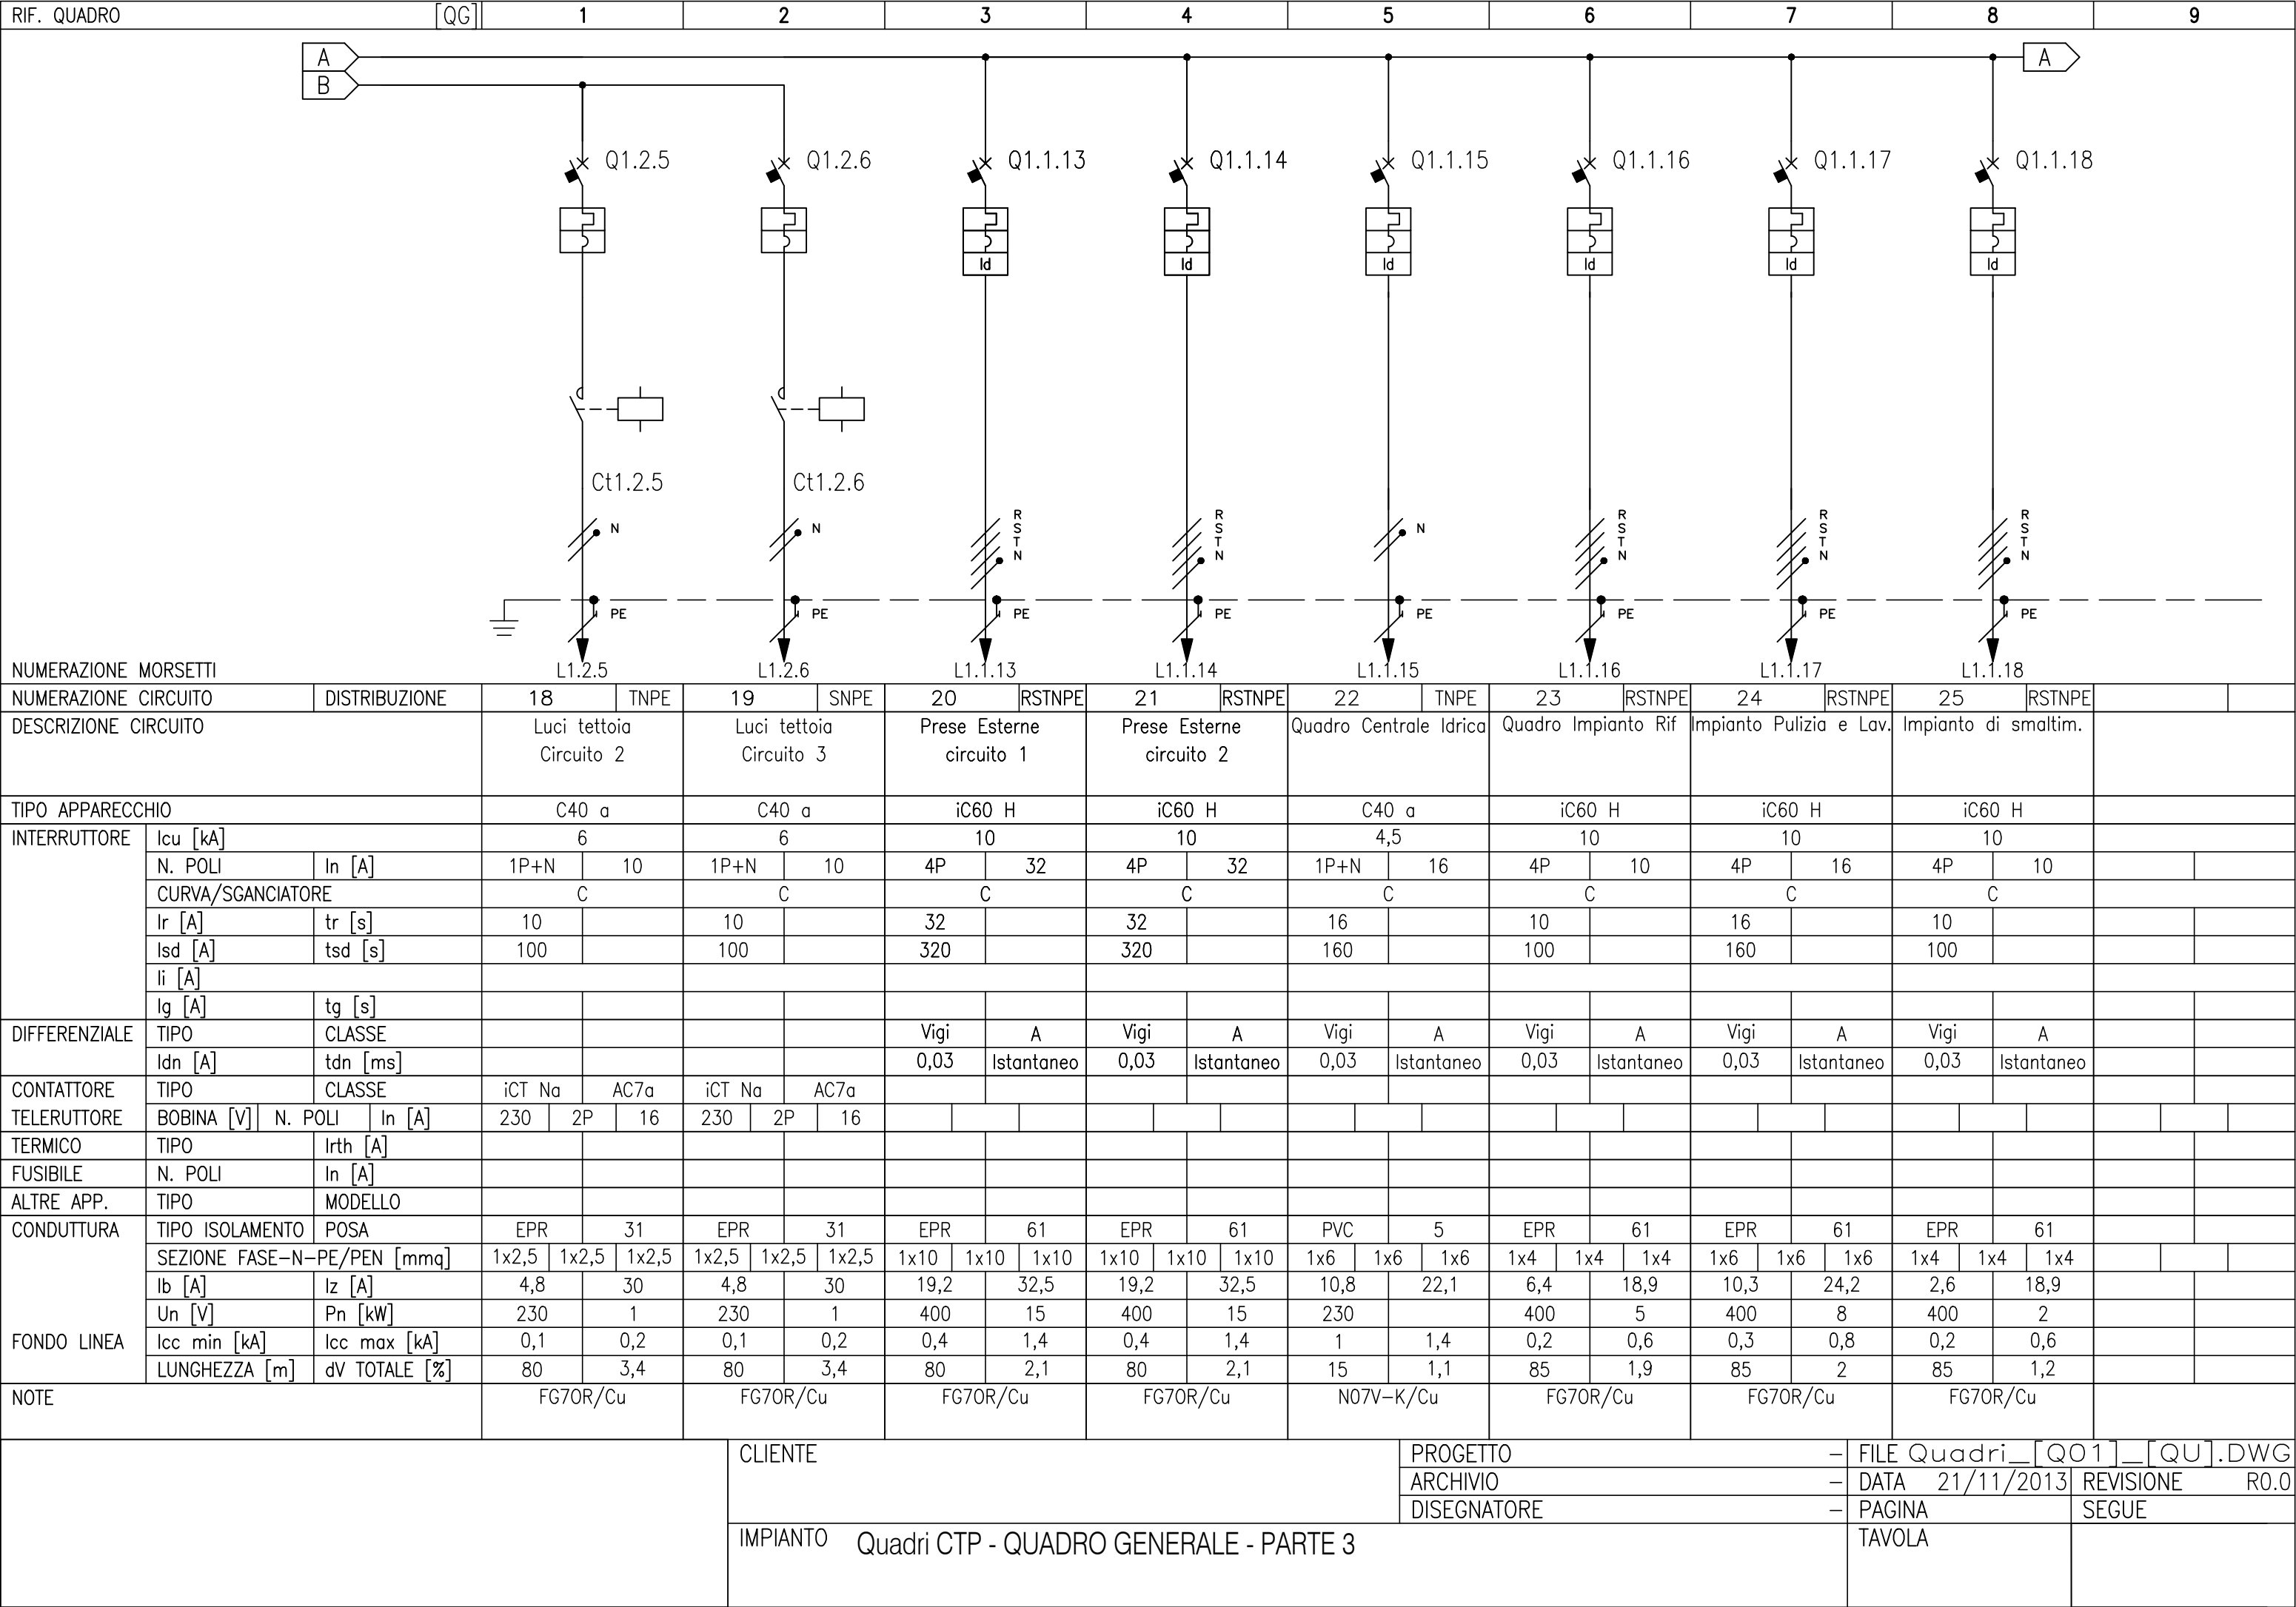 RIF. QUADRO [QG] 1 2 3 4 5 6 7 8 9
A A
B
Q1.2.5 Q1.2.6 Q1.1.13 Q1.1.14 Q1.1.15 Q1.1.16 Q1.1.17 Q1.1.18
Id Id Id Id Id Id
Ct1.2.5 Ct1.2.6
R R R R R
S S S S S
N N T T N T T T
N N N N N
PE PE PE PE PE PE PE PE
NUMERAZIONE MORSETTI L1.2.5 L1.2.6 L1.1.13 L1.1.14 L1.1.15 L1.1.16 L1.1.17 L1.1.18
NUMERAZIONE CIRCUITO DISTRIBUZIONE 18 TNPE 19 SNPE 20 RSTNPE 21 RSTNPE 22 TNPE 23 RSTNPE 24 RSTNPE 25 RSTNPE
DESCRIZIONE CIRCUITO Luci tettoia Luci tettoia Prese Esterne Prese Esterne Quadro Centrale Idrica Quadro Impianto Rif Impianto Pulizia e Lav. Impianto di smaltim.
Circuito 2 Circuito 3 circuito 1 circuito 2
TIPO APPARECCHIO C40 a C40 a iC60 H iC60 H C40 a iC60 H iC60 H iC60 H
INTERRUTTORE Icu [kA] 6 6 10 10 4,5 10 10 10
N. POLI In [A] 1P+N 10 1P+N 10 4P 32 4P 32 1P+N 16 4P 10 4P 16 4P 10
CURVA/SGANCIATORE C C C C C C C C
Ir [A] tr [s] 10 10 32 32 16 10 16 10
Isd [A] tsd [s] 100 100 320 320 160 100 160 100
Ii [A]
Ig [A] tg [s]
DIFFERENZIALE TIPO CLASSE Vigi A Vigi A Vigi A Vigi A Vigi A Vigi A
Idn [A] tdn [ms] 0,03 Istantaneo 0,03 Istantaneo 0,03 Istantaneo 0,03 Istantaneo 0,03 Istantaneo 0,03 Istantaneo
CONTATTORE TIPO CLASSE iCT Na AC7a iCT Na AC7a
TELERUTTORE BOBINA [V] N. POLI In [A] 230 2P 16 230 2P 16
TERMICO TIPO Irth [A]
FUSIBILE N. POLI In [A]
ALTRE APP. TIPO MODELLO
CONDUTTURA TIPO ISOLAMENTO POSA EPR 31 EPR 31 EPR 61 EPR 61 PVC 5 EPR 61 EPR 61 EPR 61
SEZIONE FASE-N-PE/PEN [mmq] 1x2,5 1x2,5 1x2,5 1x2,5 1x2,5 1x2,5 1x10 1x10 1x10 1x10 1x10 1x10 1x6 1x6 1x6 1x4 1x4 1x4 1x6 1x6 1x6 1x4 1x4 1x4
Ib [A] Iz [A] 4,8 30 4,8 30 19,2 32,5 19,2 32,5 10,8 22,1 6,4 18,9 10,3 24,2 2,6 18,9
Un [V] Pn [kW] 230 1 230 1 400 15 400 15 230 400 5 400 8 400 2
FONDO LINEA Icc min [kA] Icc max [kA] 0,1 0,2 0,1 0,2 0,4 1,4 0,4 1,4 1 1,4 0,2 0,6 0,3 0,8 0,2 0,6
LUNGHEZZA [m] dV TOTALE [%] 80 3,4 80 3,4 80 2,1 80 2,1 15 1,1 85 1,9 85 2 85 1,2
NOTE FG7OR/Cu FG7OR/Cu FG7OR/Cu FG7OR/Cu N07V-K/Cu FG7OR/Cu FG7OR/Cu FG7OR/Cu
CLIENTE PROGETTO - FILE Quadri_[Q01]_[QU].DWG
ARCHIVIO - DATA 21/11/2013 REVISIONE R0.0
DISEGNATORE - PAGINA SEGUE
IMPIANTO Quadri CTP - QUADRO GENERALE - PARTE 3 TAVOLA